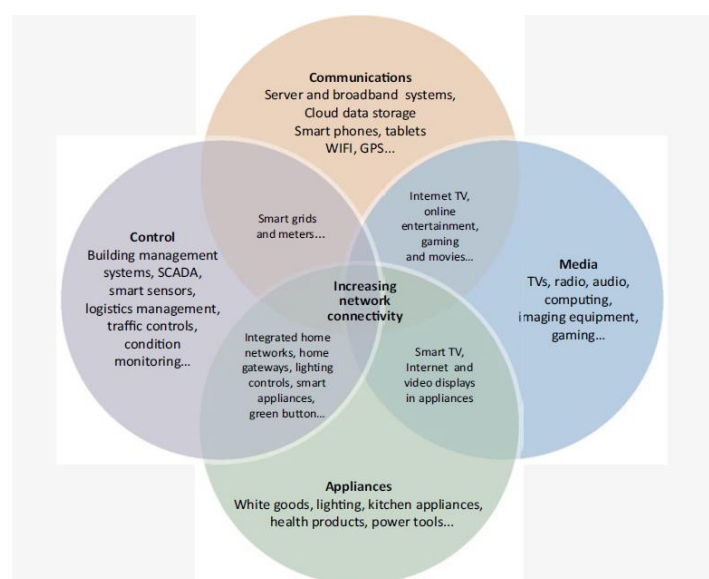 Communications
Server and broadband systems,
Cloud data storage
Smart phones, tablets
WIFI, GPS...
Smart grids
and meters...
Internet TV,
online
entertainment,
gaming
and movies...
Control
Building management
systems, SCADA,
smart sensors,
logistics management,
traffic controls,
condition
monitoring...
Increasing
network
connectivity
Media
TVs, radio, audio,
computing,
imaging equipment,
gaming...
Integrated home
networks, home
gateways, lighting
controls, smart
appliances,
green button...
Smart TV,
Internet and
video displays
in appliances
Appliances
White goods, lighting, kitchen appliances,
health products, power tools...